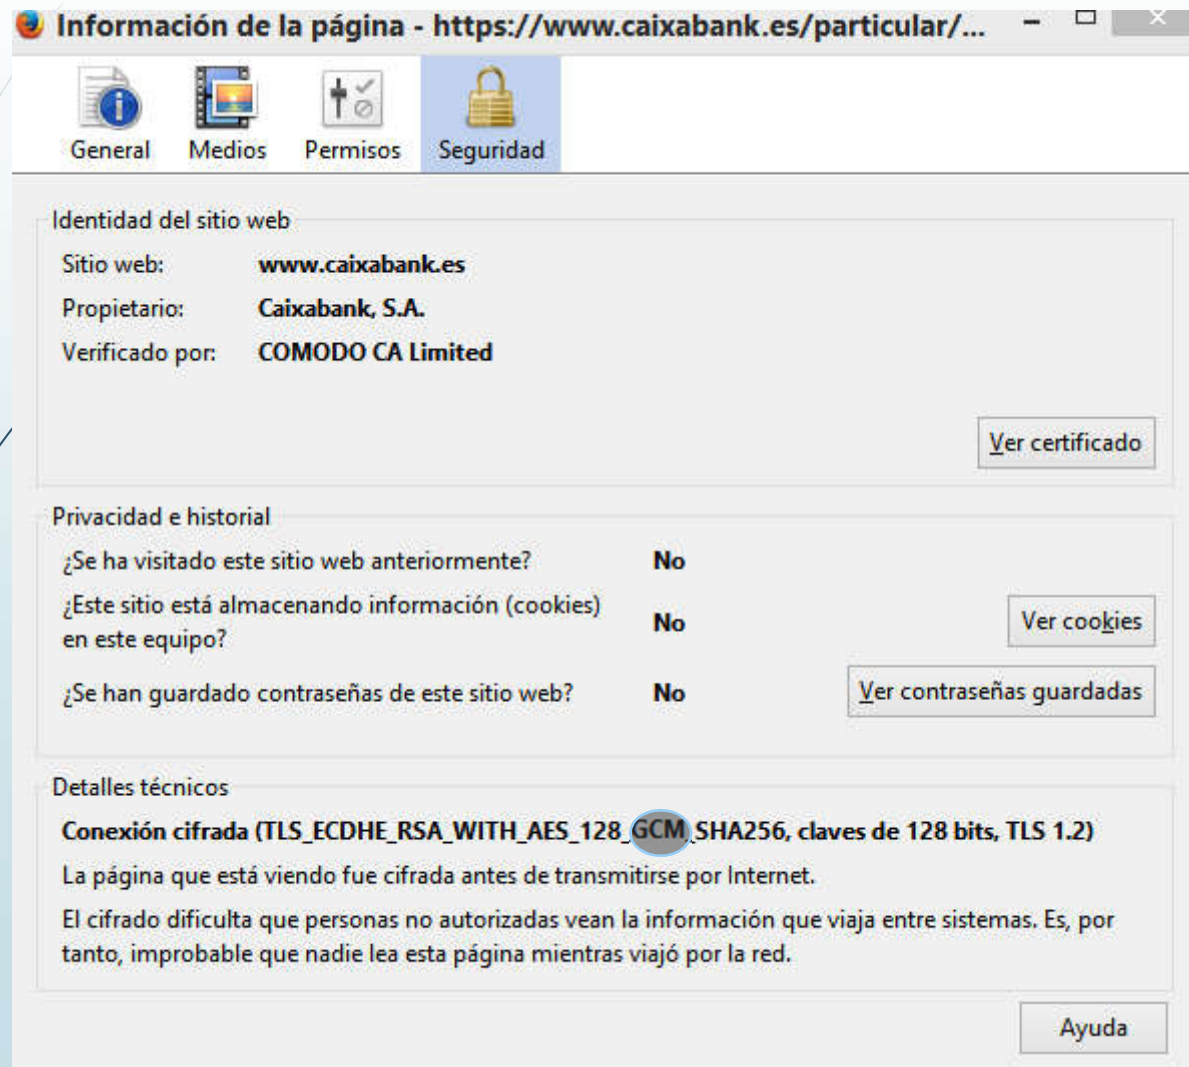 Información de la página - https://www.caixabank.es/particular/...
General Medios Permisos Seguridad
Identidad del sitio web
Sitio web: www.caixabank.es
Propietario: Caixabank, S.A.
Verificado por: COMODO CA Limited
Ver certificado
Privacidad e historial
¿Se ha visitado este sitio web anteriormente? No
¿Este sitio está almacenando información (cookies)
en este equipo? No Ver cookies
¿Se han guardado contraseñas de este sitio web? No Ver contraseñas guardadas
Detalles técnicos
Conexión cifrada (TLS_ECDHE_RSA_WITH_AES_128_GCM_SHA256, claves de 128 bits, TLS 1.2)
La página que está viendo fue cifrada antes de transmitirse por Internet.
El cifrado dificulta que personas no autorizadas vean la información que viaja entre sistemas. Es, por
tanto, improbable que nadie lea esta página mientras viajó por la red.
Ayuda